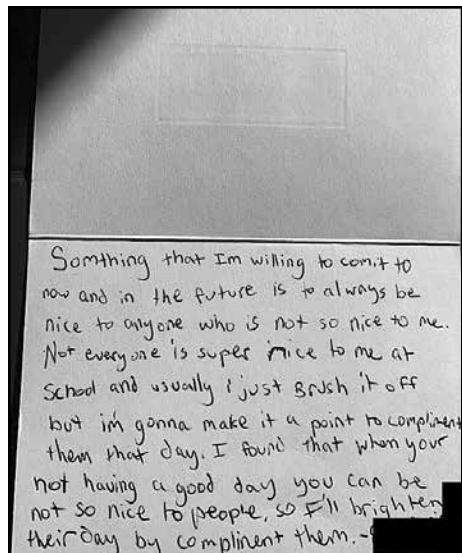 Somthing that Im willing to comit to
now and in the future is to always be
nice to anyone who is not so nice to me.
Not everyone is super nice to me at
School and usually i just Brush it off
but im gonna make it a point to compliment
them that day. I found that when your
not having a good day you can be
not so nice to people, so I'll brighten
their day by complinent them. -